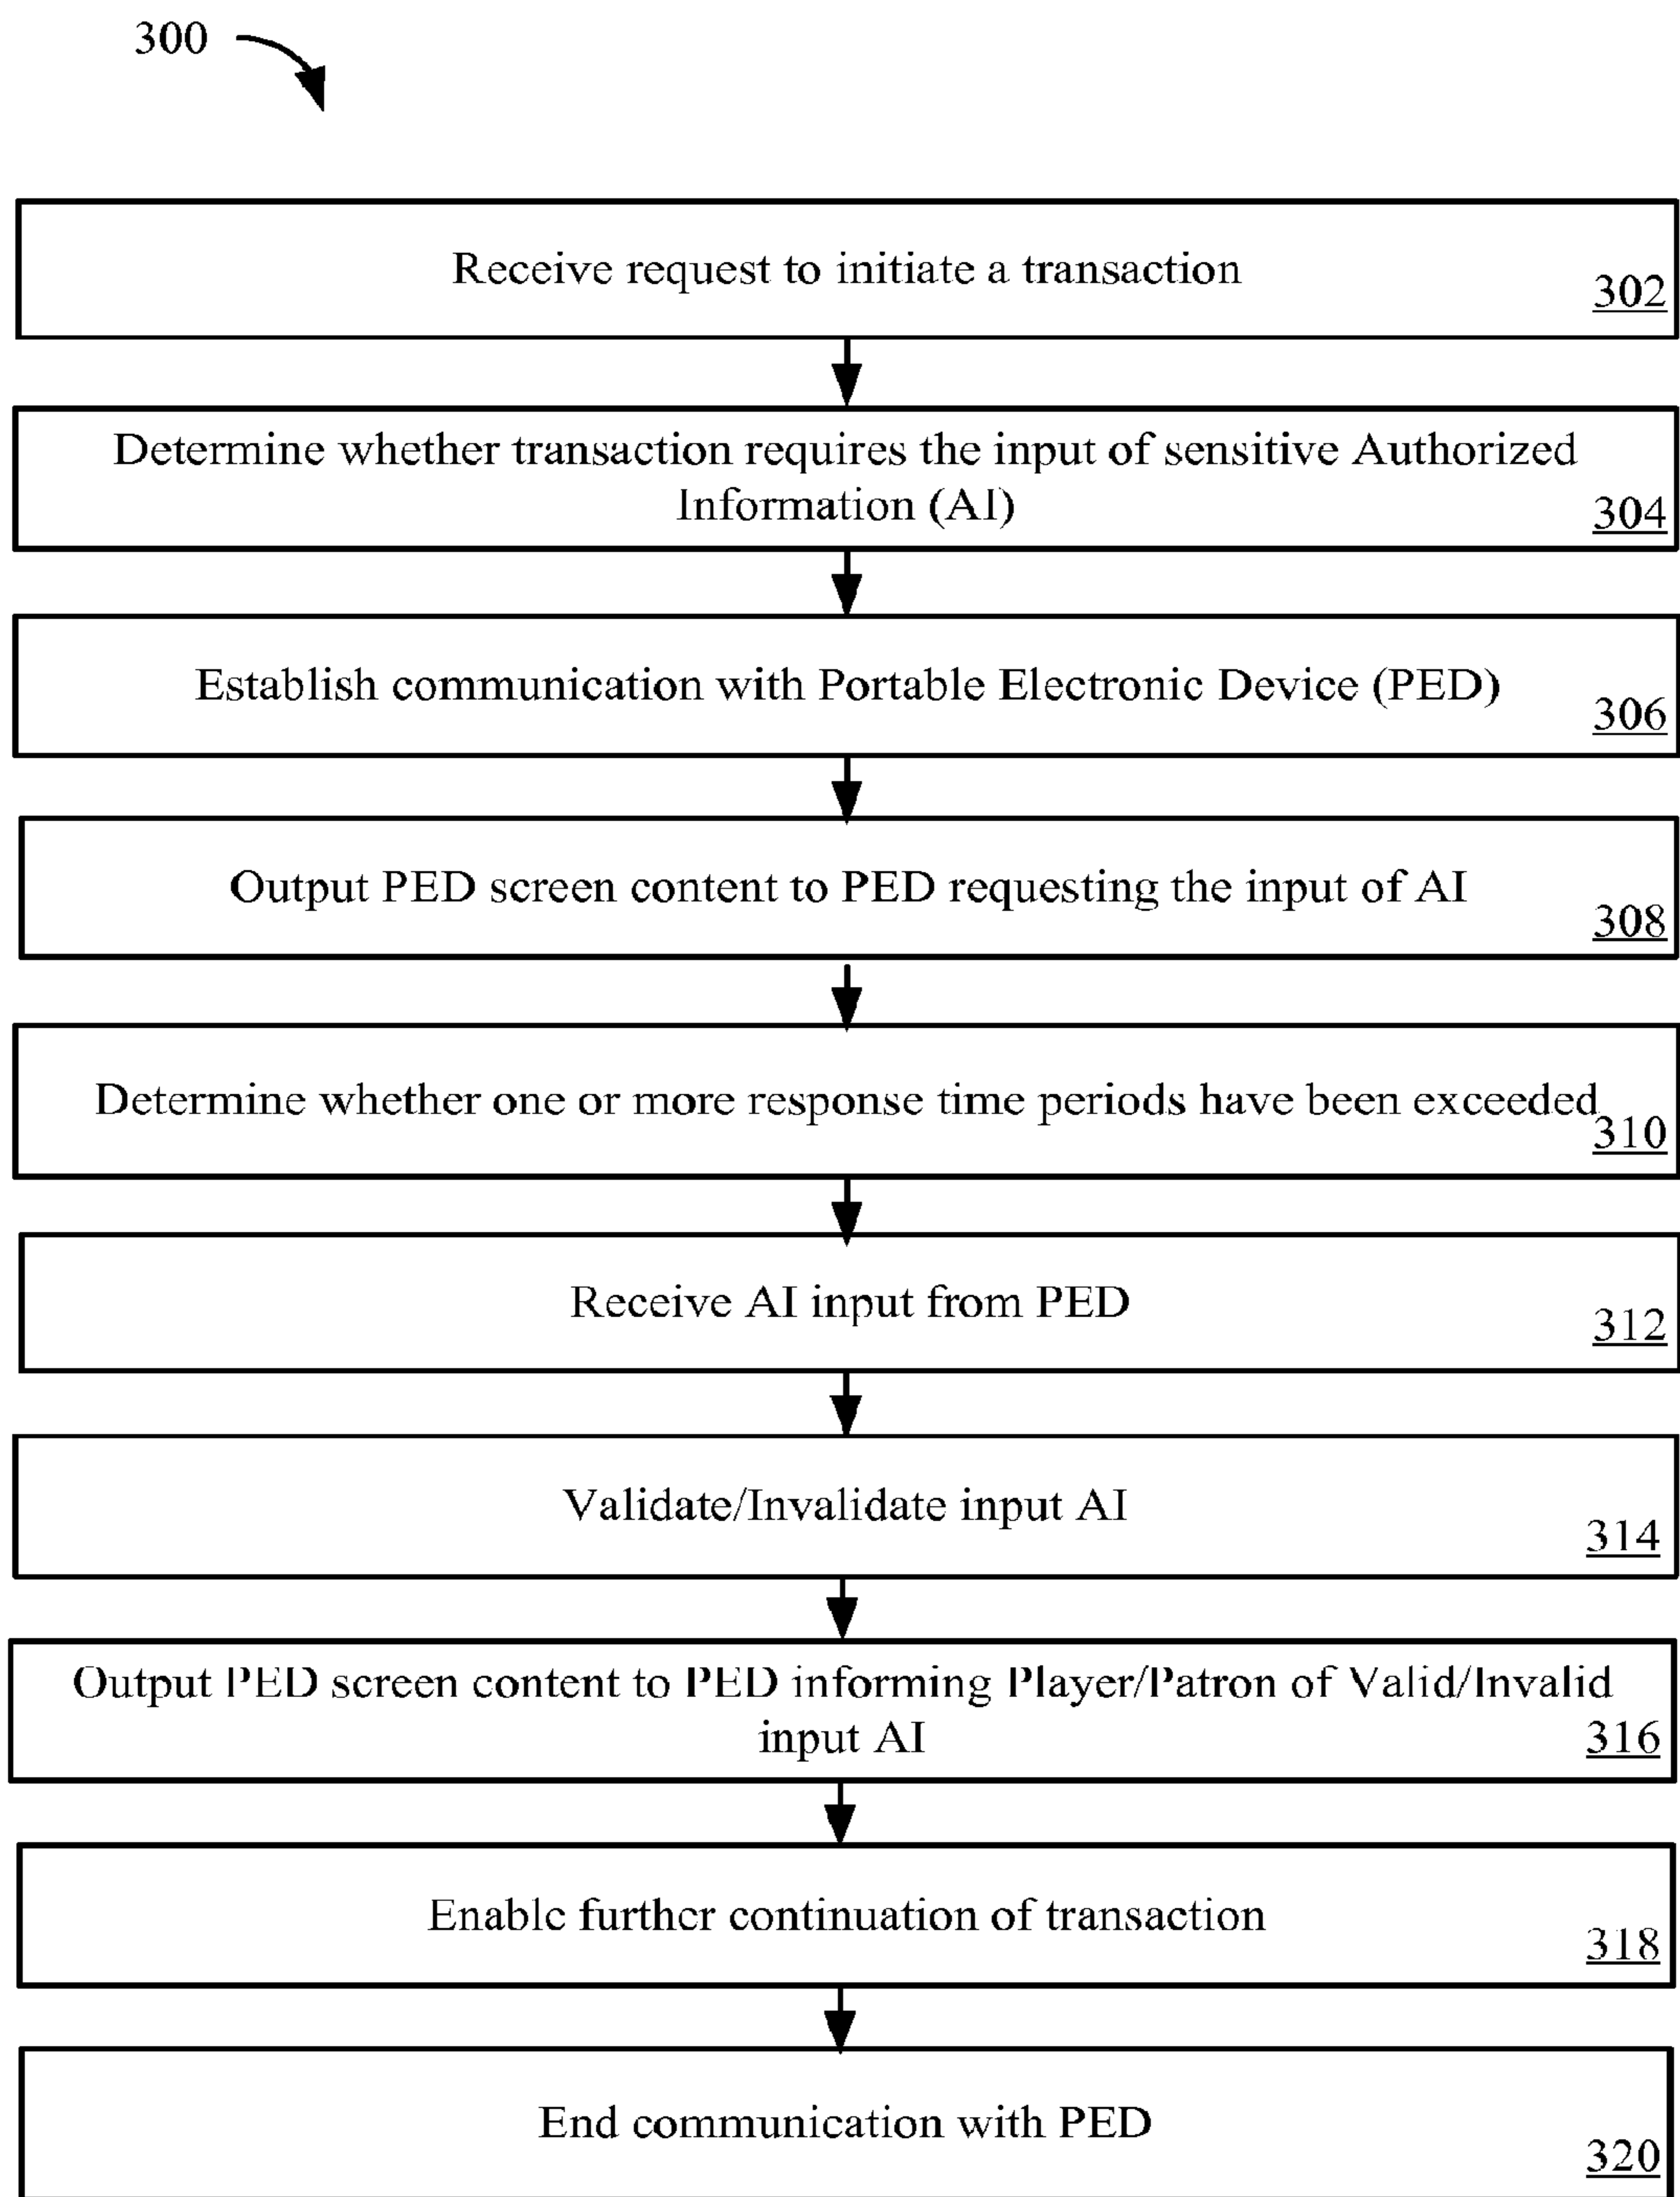 300
Receive request to initiate a transaction
302
Determine whether transaction requires the input of sensitive Authorized
Information (AI)
304
Establish communication with Portable Electronic Device (PED)
306
Output PED screen content to PED requesting the input of AI
308
Determine whether one or more response time periods have been exceeded
310
Receive AI input from PED
312
Validate/Invalidate input AI
314
Output PED screen content to PED informing Player/Patron of Valid/Invalid
input AI
316
Enable further continuation of transaction
318
End communication with PED
320